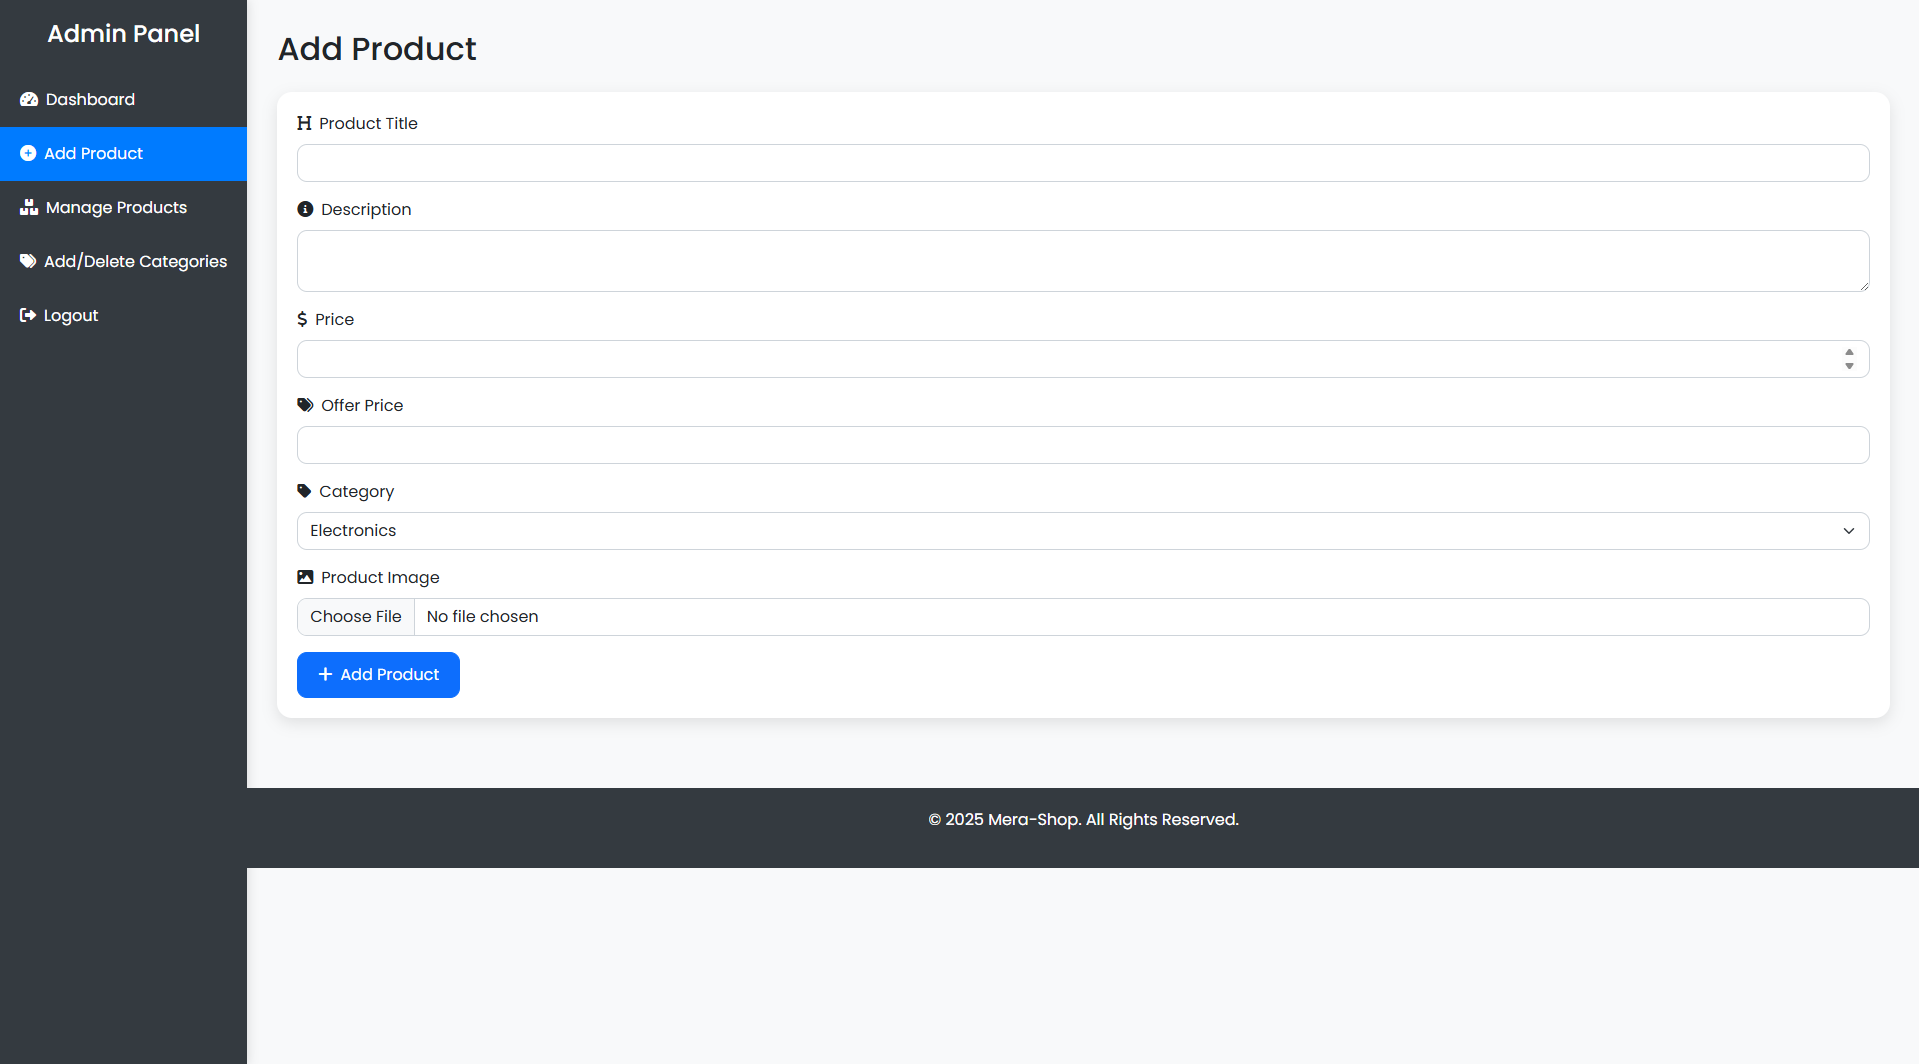 Admin Panel
Dashboard
Add Product
Manage Products
Add/Delete Categories
Logout
Add Product
Product Title
Description
$ Price
Offer Price
Category
Electronics
Product Image
Choose File No file chosen
+ Add Product
© 2025 Mera-Shop. All Rights Reserved.